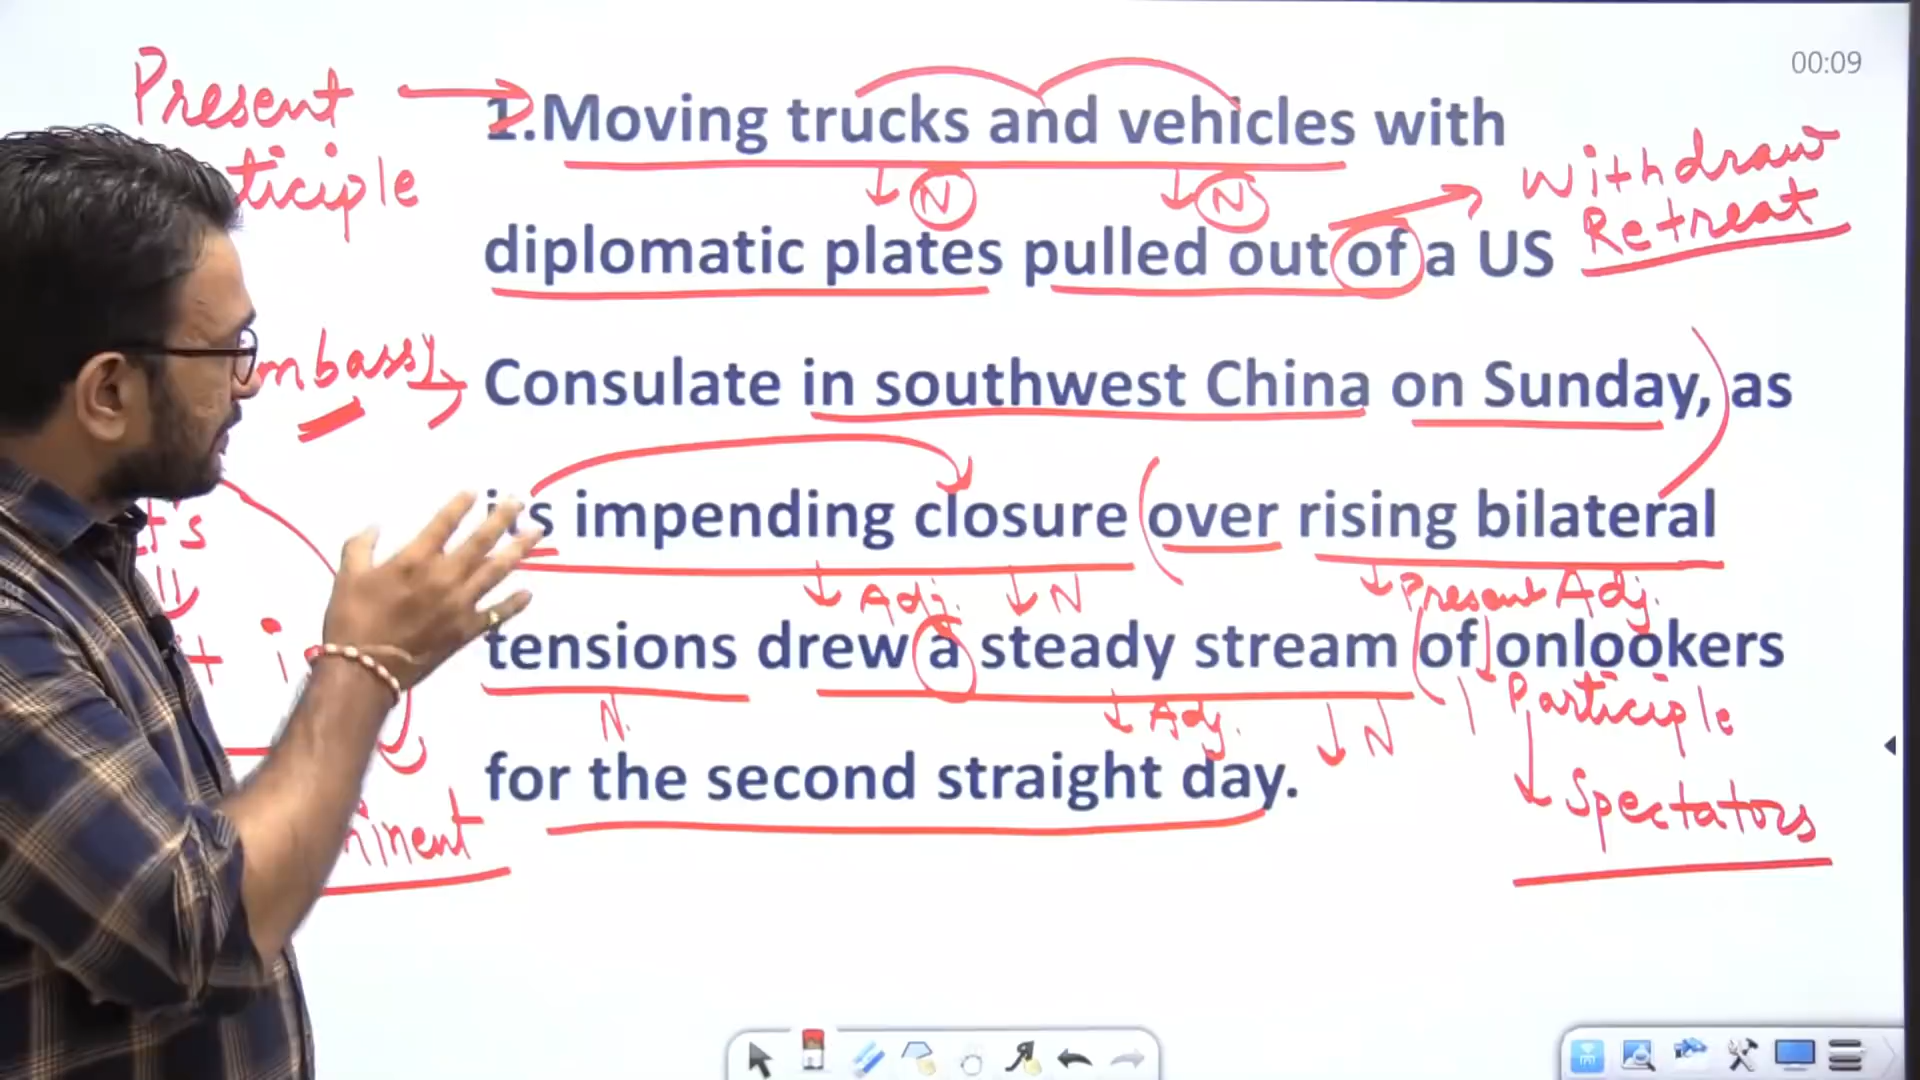 00:09
Present
1.Moving trucks and vehicles with
Withdraw
ticiple
N N
Retreat
diplomatic plates pulled out of a US
mbassy
Consulate in southwest China on Sunday, as
its impending closure over rising bilateral
t's
Adj. N Present Adj.
tensions drew a steady stream of onlookers
N. Adj. N Participle
for the second straight day.
Spectators
inent